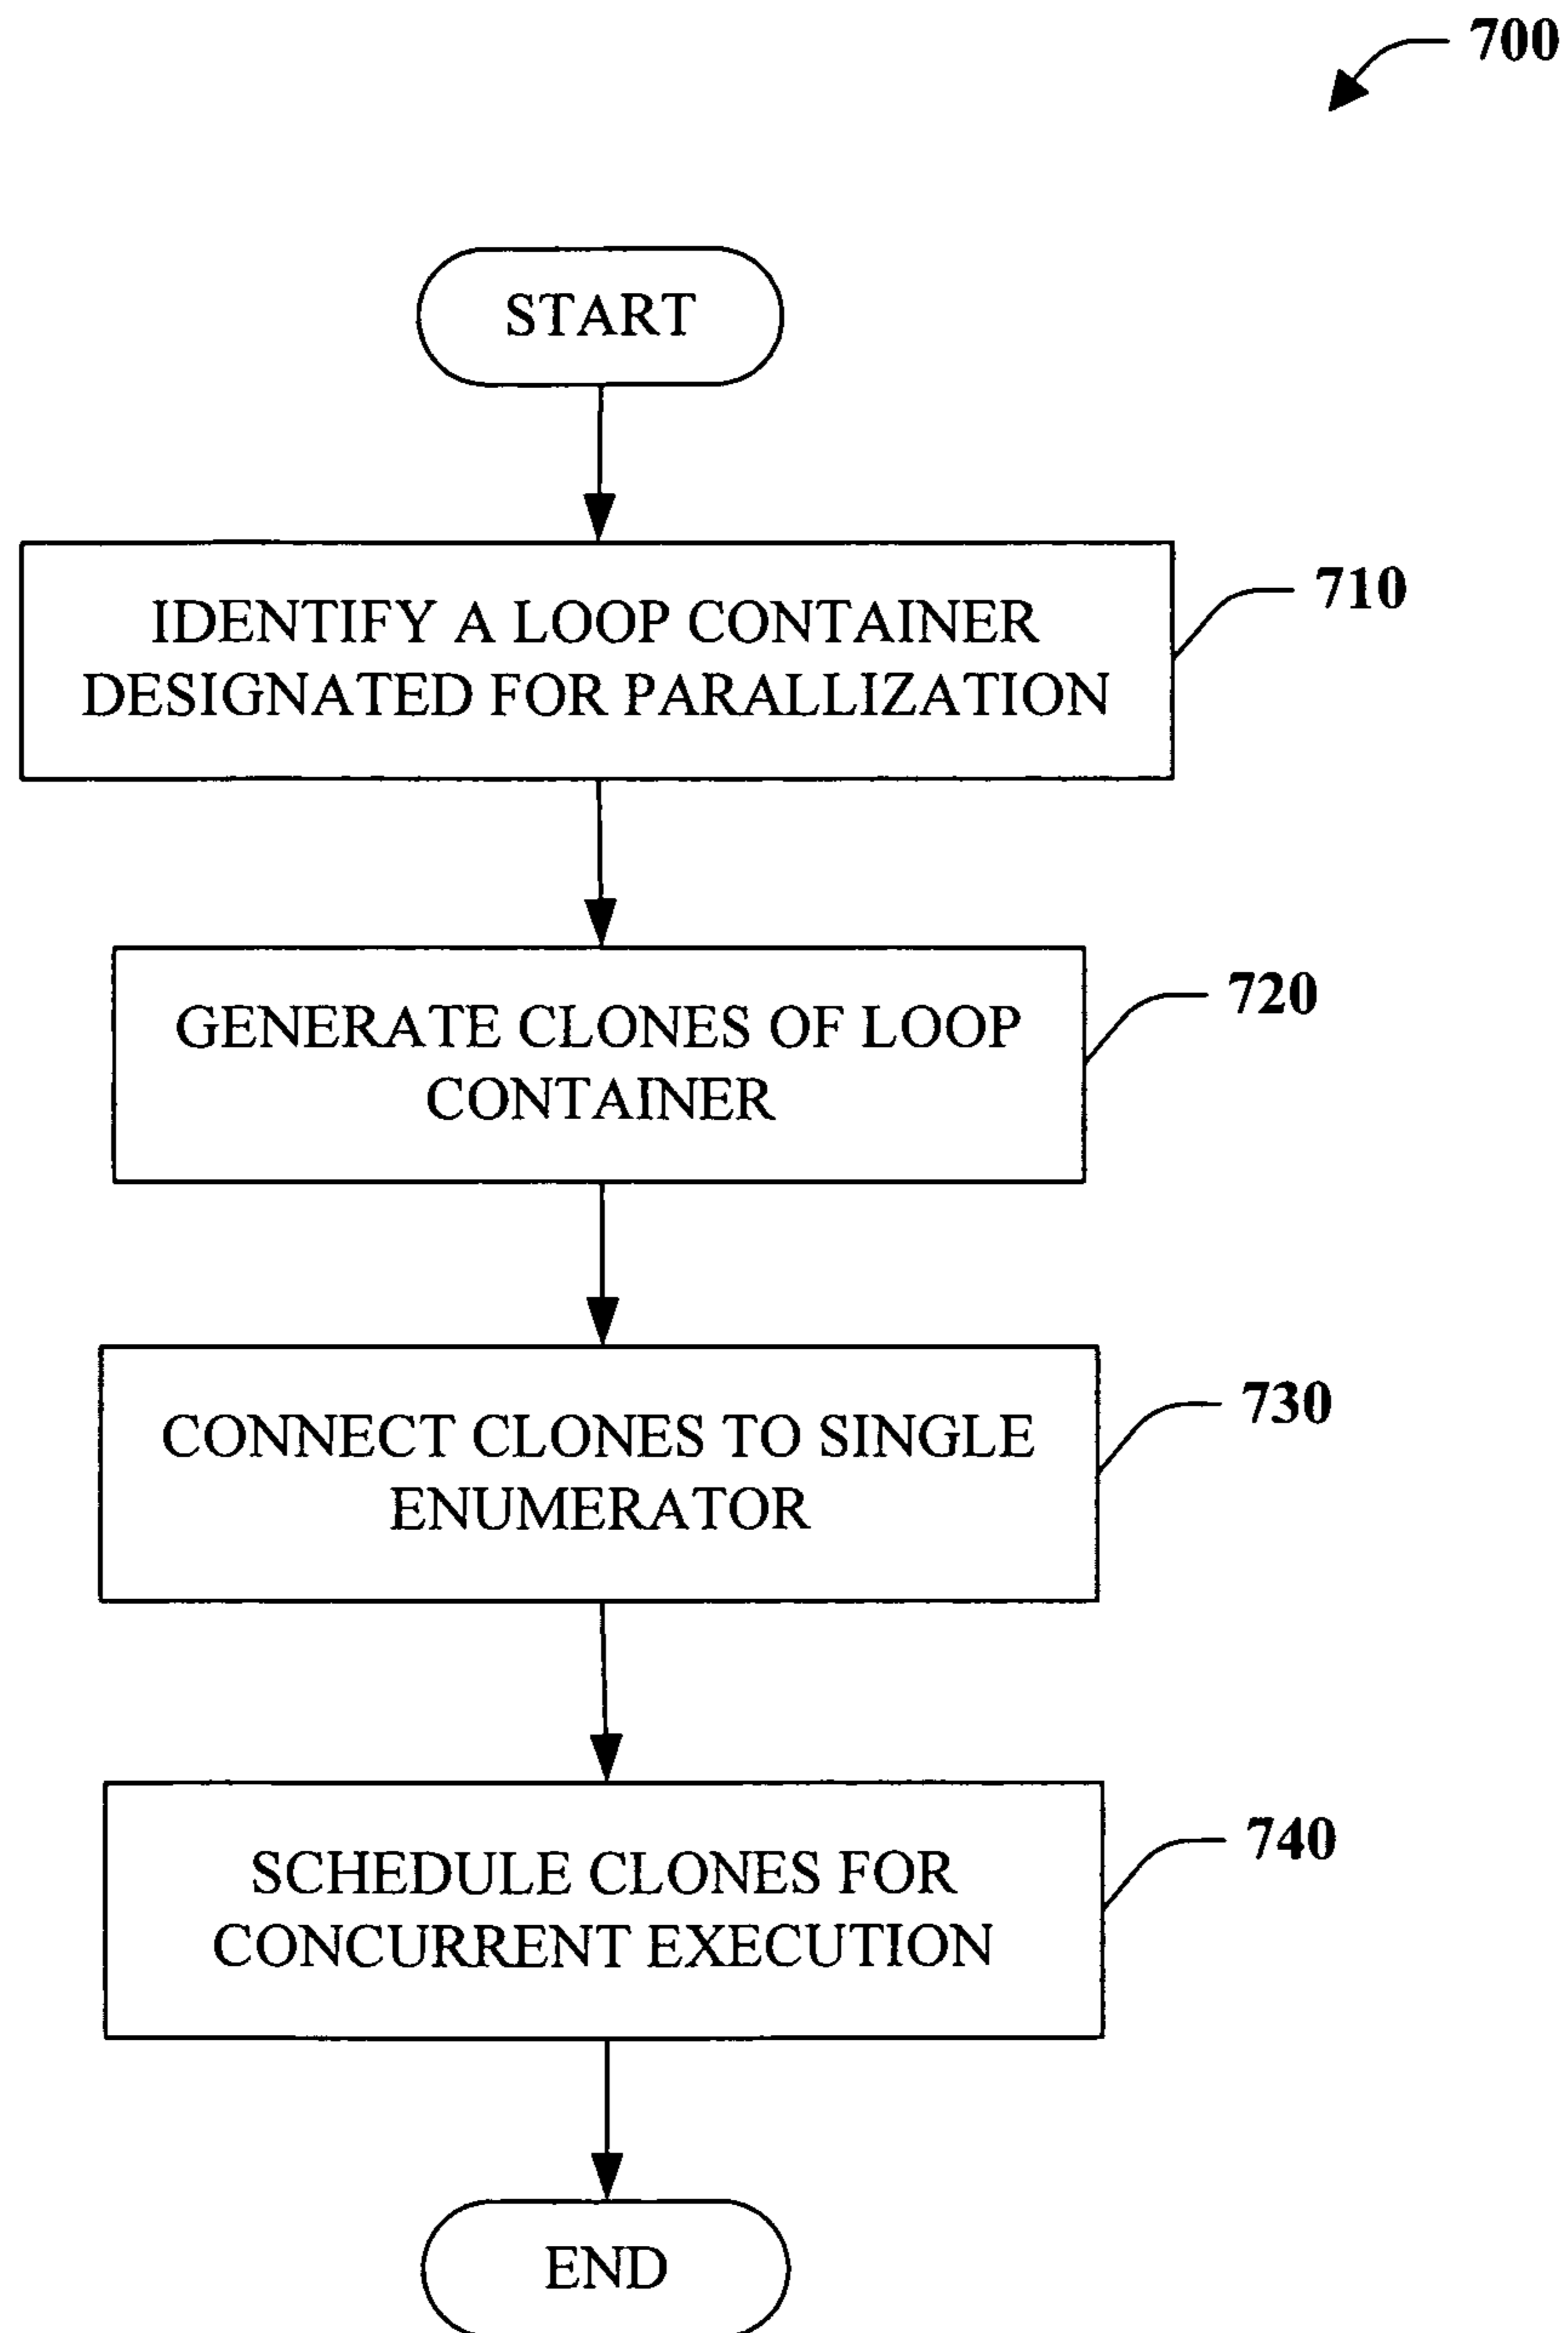 700
START
IDENTIFY A LOOP CONTAINER
DESIGNATED FOR PARALLIZATION
710
GENERATE CLONES OF LOOP
CONTAINER
720
CONNECT CLONES TO SINGLE
ENUMERATOR
730
SCHEDULE CLONES FOR
CONCURRENT EXECUTION
740
END